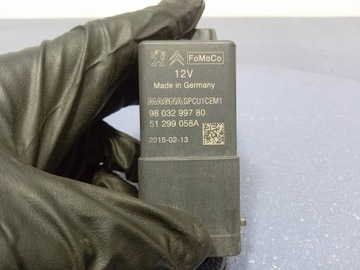 FoMoCo
12V
Made in Germany
MAGNA GPCU1CEM1
98 032 997 80
51 299 058A
2015-02-13